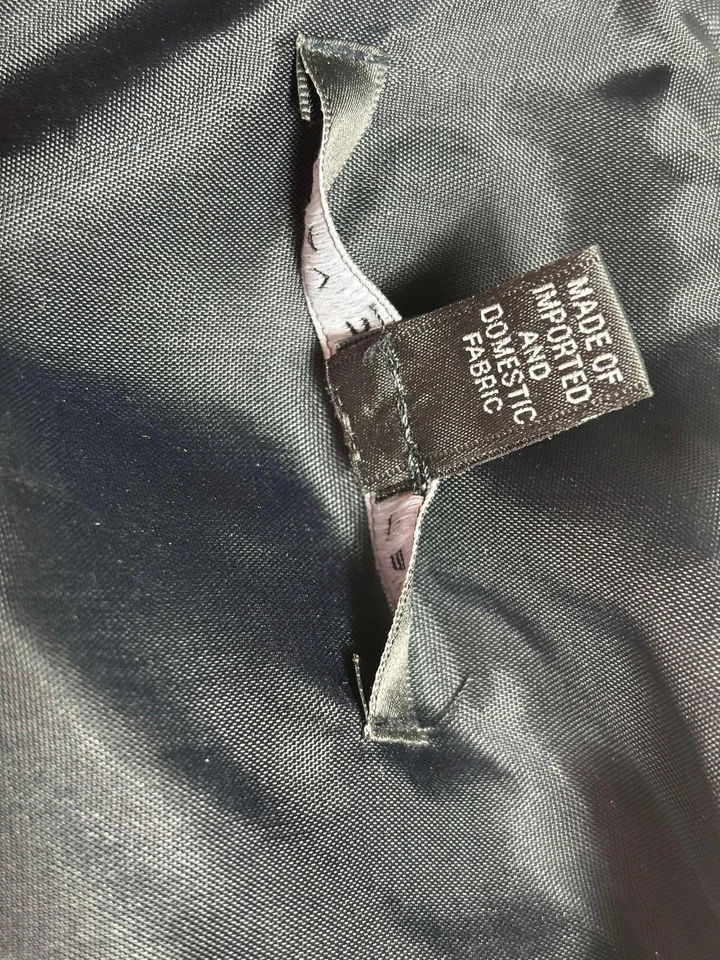 MADE OF
IMPORTED
AND
DOMESTIC
FABRIC